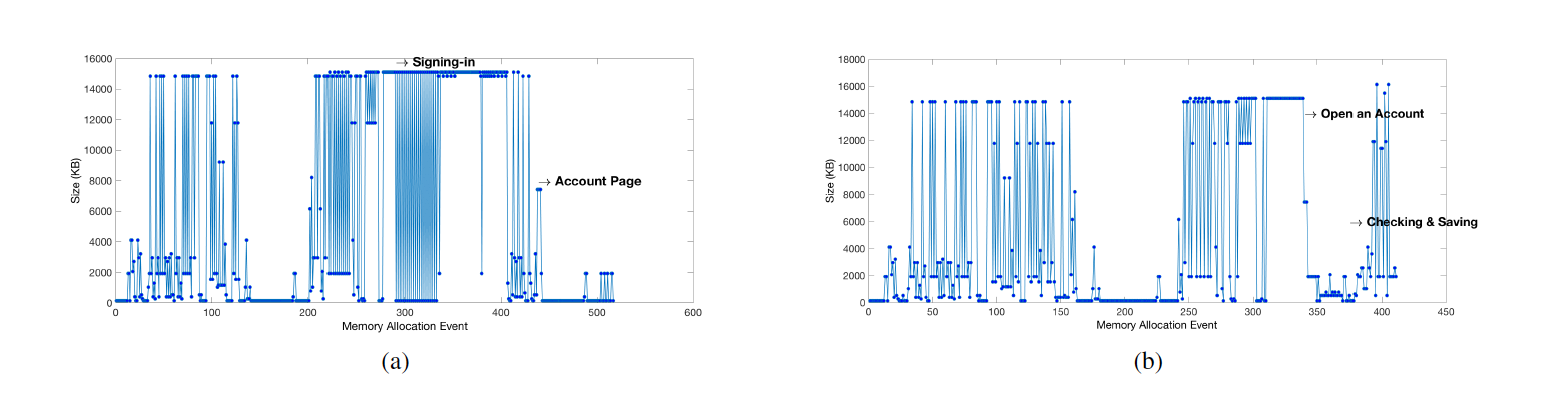 16000
14000
12000
10000
8000
6000
4000
2000
0
Size (KB)
0 100 200 300 400 500 600
Memory Allocation Event
→ Signing-in
→ Account Page
(a)
18000
16000
14000
12000
10000
8000
6000
4000
2000
0
Size (KB)
0 50 100 150 200 250 300 350 400 450
Memory Allocation Event
→ Open an Account
→ Checking & Saving
(b)